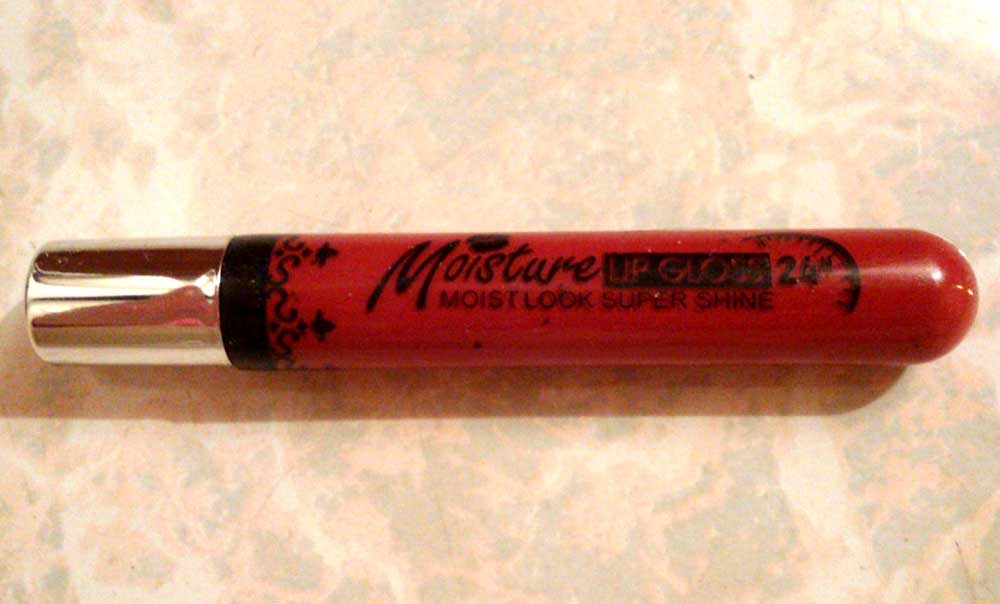 Moisture LIP GLOSS 24H
MOIST LOOK SUPER SHINE